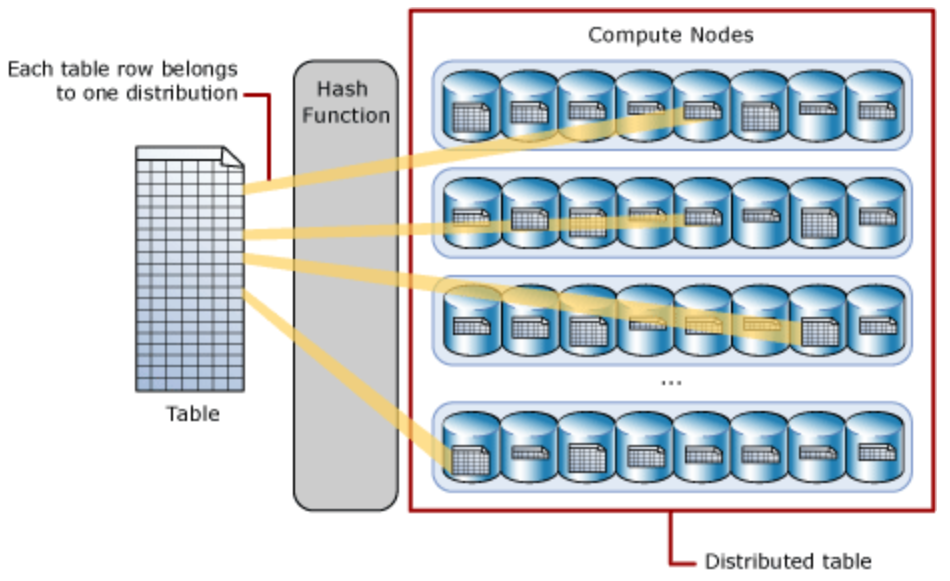 Compute Nodes
Each table row belongs
to one distribution
Hash
Function
...
Table
Distributed table